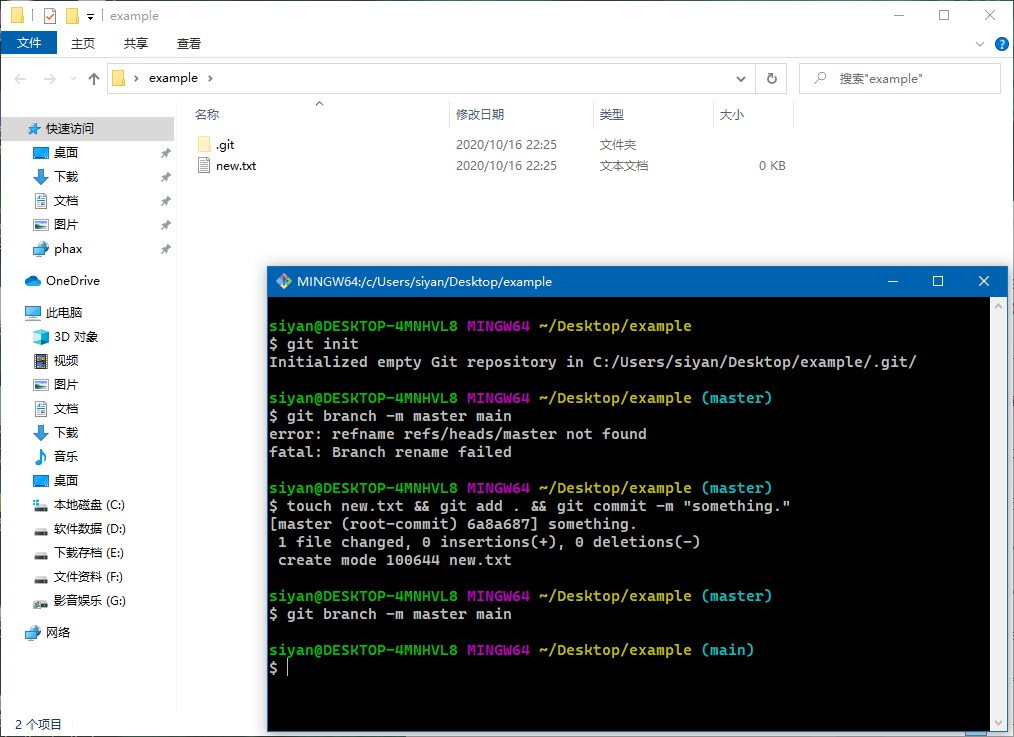 example
文件 主页 共享 查看
example 搜索"example"
名称 修改日期 类型 大小
快速访问
桌面
下载
文档
图片
phax
OneDrive
此电脑
3D 对象
视频
图片
文档
下载
音乐
桌面
本地磁盘 (C:)
软件数据 (D:)
下载存档 (E:)
文件资料 (F:)
影音娱乐 (G:)
网络
2 个项目
.git 2020/10/16 22:25 文件夹
new.txt 2020/10/16 22:25 文本文档 0 KB
MINGW64:/c/Users/siyan/Desktop/example
siyan@DESKTOP-4MNHVL8 MINGW64 ~/Desktop/example
$ git init
Initialized empty Git repository in C:/Users/siyan/Desktop/example/.git/
siyan@DESKTOP-4MNHVL8 MINGW64 ~/Desktop/example (master)
$ git branch -m master main
error: refname refs/heads/master not found
fatal: Branch rename failed
siyan@DESKTOP-4MNHVL8 MINGW64 ~/Desktop/example (master)
$ touch new.txt && git add . && git commit -m "something."
[master (root-commit) 6a8a687] something.
1 file changed, 0 insertions(+), 0 deletions(-)
create mode 100644 new.txt
siyan@DESKTOP-4MNHVL8 MINGW64 ~/Desktop/example (master)
$ git branch -m master main
siyan@DESKTOP-4MNHVL8 MINGW64 ~/Desktop/example (main)
$